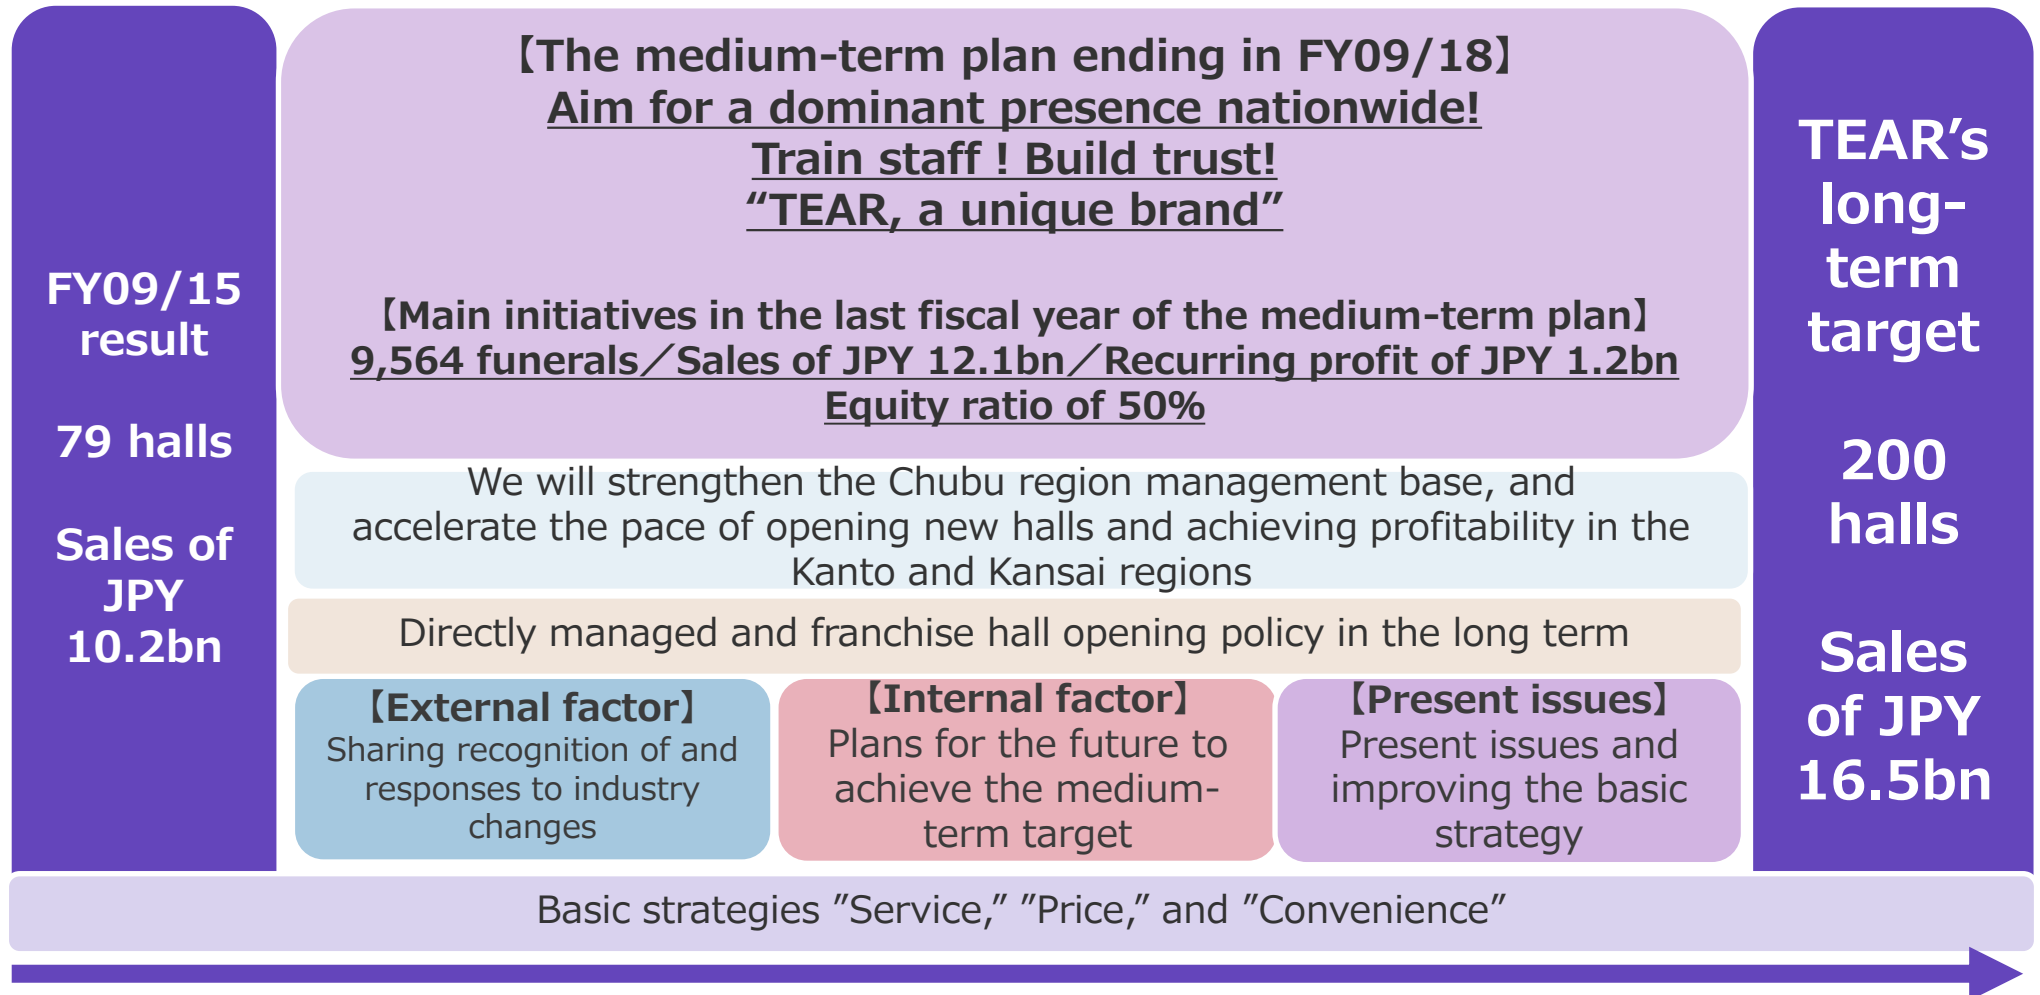 FY09/15
result
79 halls
Sales of
JPY
10.2bn
【The medium-term plan ending in FY09/18】
Aim for a dominant presence nationwide!
Train staff ! Build trust!
“TEAR, a unique brand”
【Main initiatives in the last fiscal year of the medium-term plan】
9,564 funerals／Sales of JPY 12.1bn／Recurring profit of JPY 1.2bn
Equity ratio of 50%
We will strengthen the Chubu region management base, and
accelerate the pace of opening new halls and achieving profitability in the
Kanto and Kansai regions
Directly managed and franchise hall opening policy in the long term
【External factor】
Sharing recognition of and
responses to industry
changes
【Internal factor】
Plans for the future to
achieve the medium-
term target
【Present issues】
Present issues and
improving the basic
strategy
TEAR’s
long-
term
target
200
halls
Sales
of JPY
16.5bn
Basic strategies ”Service,” ”Price,” and ”Convenience”